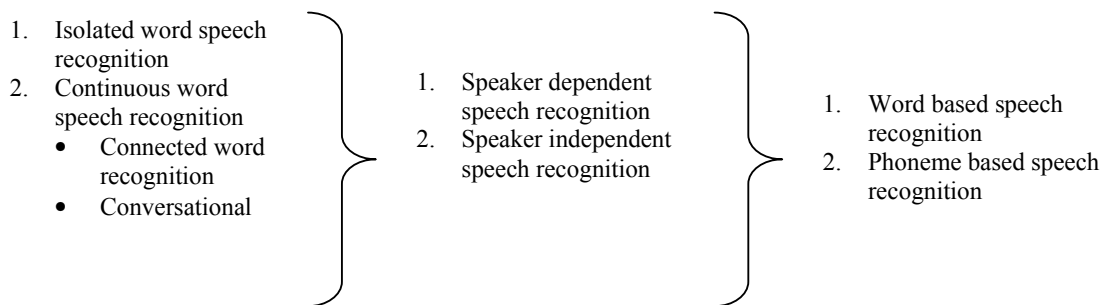 1. Isolated word speech
recognition
2. Continuous word
speech recognition
• Connected word
recognition
• Conversational
1. Speaker dependent
speech recognition
2. Speaker independent
speech recognition
1. Word based speech
recognition
2. Phoneme based speech
recognition